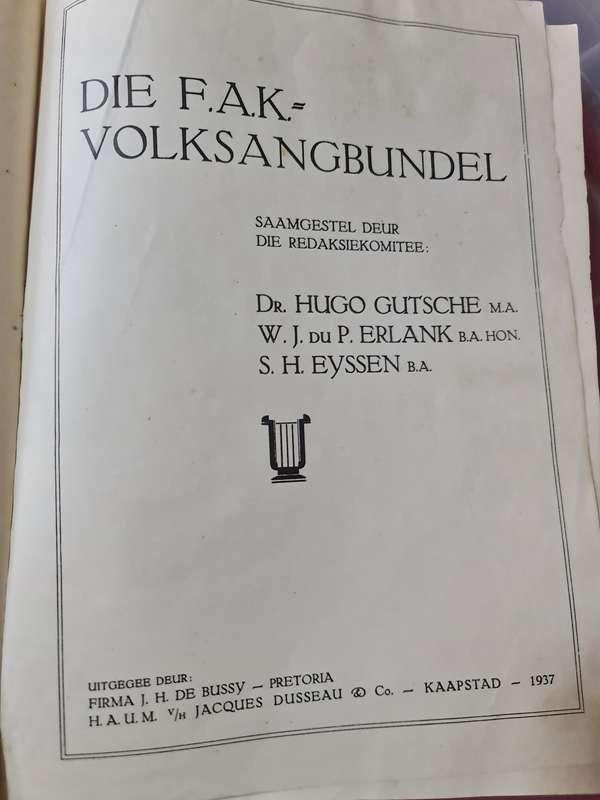 DIE F.A.K.=
VOLKSANGBUNDEL
SAAMGESTEL DEUR
DIE REDAKSIEKOMITEE:
DR. HUGO GUTSCHE M.A.
W. J. DU P. ERLANK B.A. HON.
S. H. EYSSEN B.A.
UITGEGEE DEUR:
FIRMA J. H. DE BUSSY – PRETORIA
H. A. U. M. V/H JACQUES DUSSEAU & Co. – KAAPSTAD – 1937